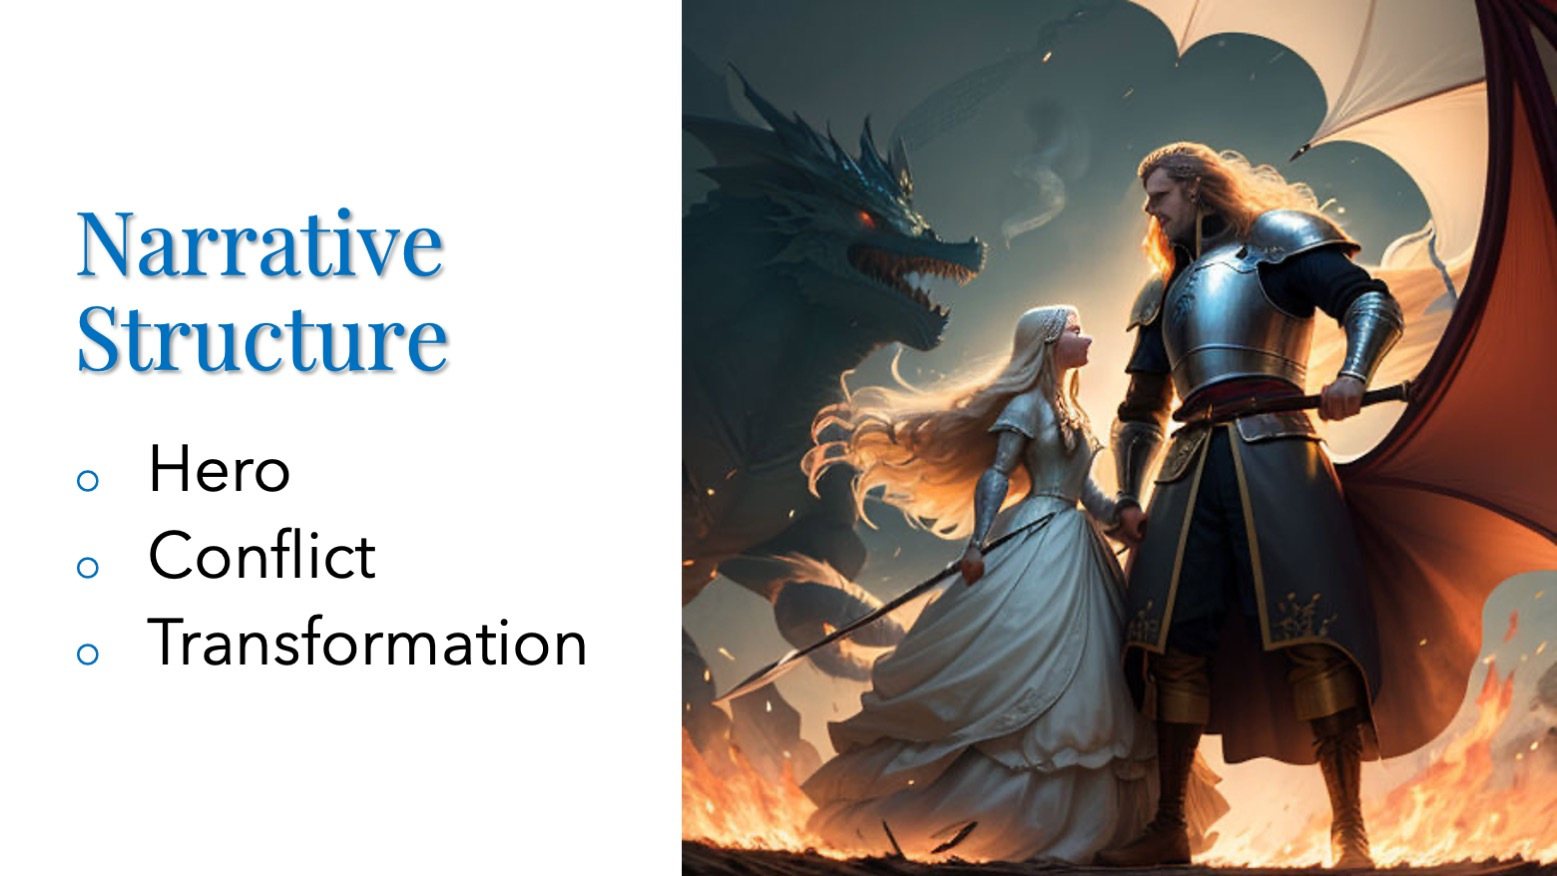 Narrative
Structure
Hero
Conflict
Transformation